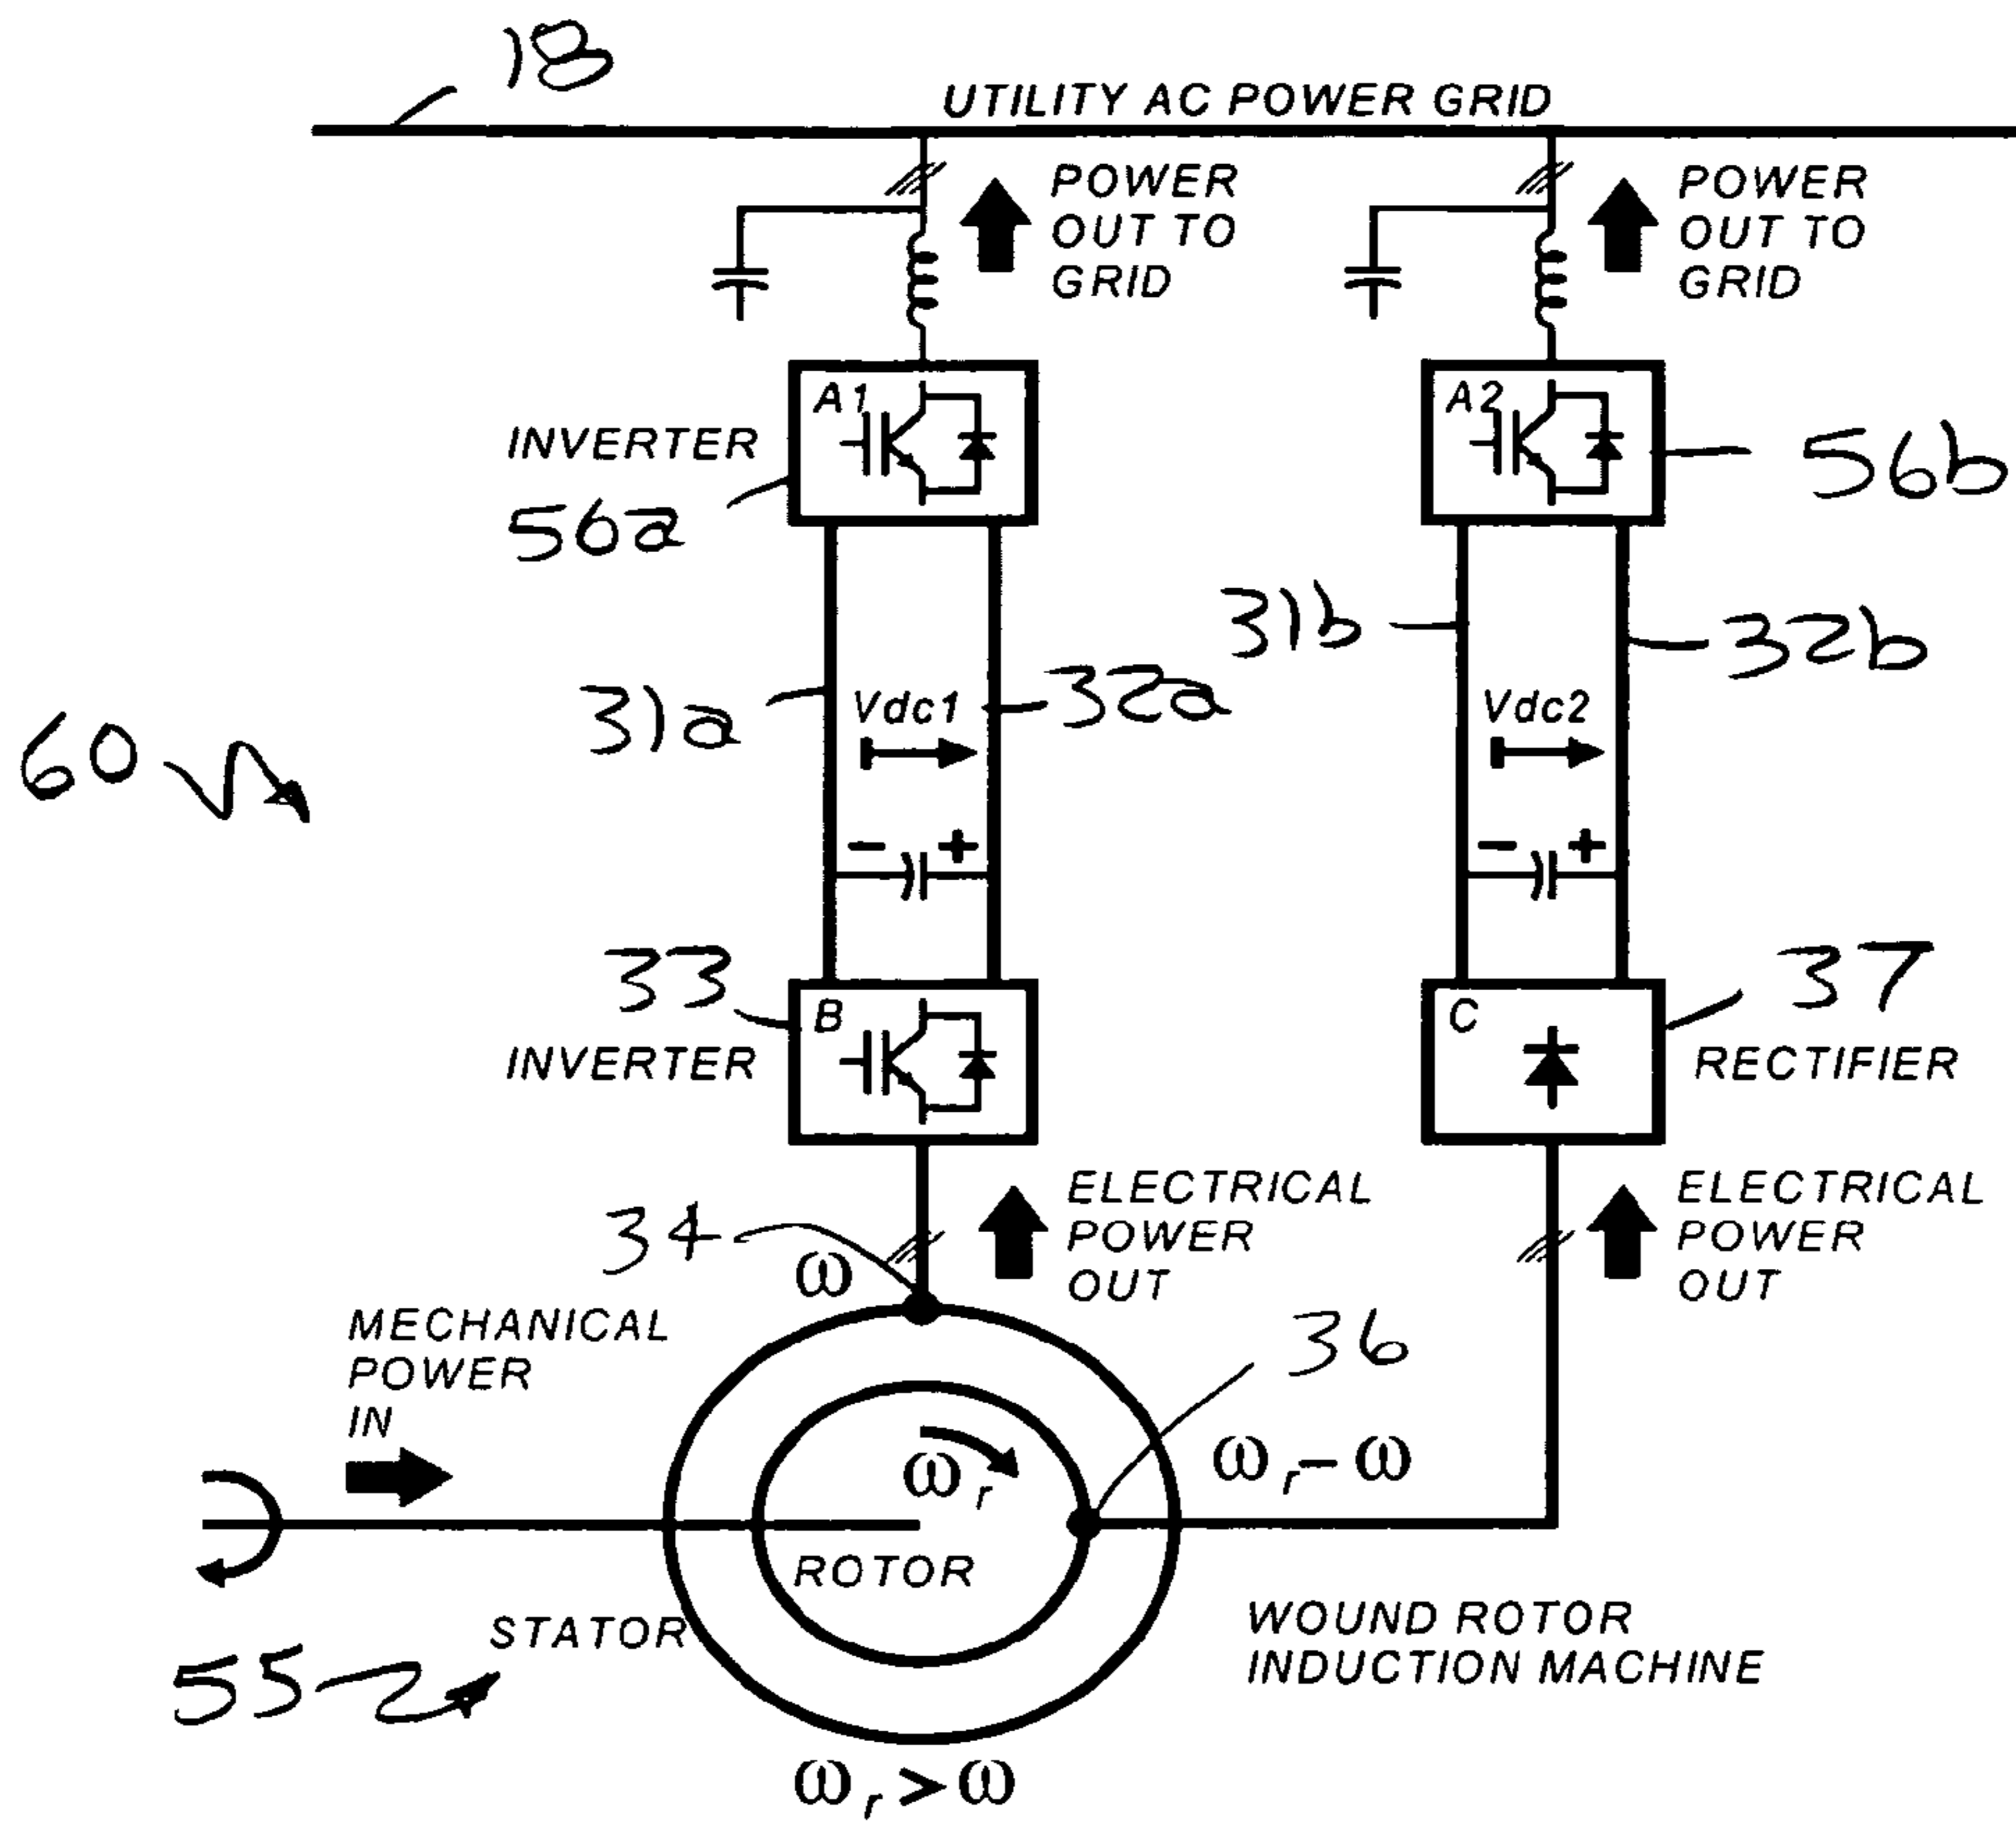 18
UTILITY AC POWER GRID
POWER
OUT TO
GRID
POWER
OUT TO
GRID
A1
INVERTER
56a
A2
56b
31a
Vdc1
32a
31b
Vdc2
32b
60
- +
- +
33
B
INVERTER
C
37
RECTIFIER
34
ω
ELECTRICAL
POWER
OUT
ELECTRICAL
POWER
OUT
MECHANICAL
POWER
IN
36
ωr
ωr- ω
ROTOR
STATOR
55
WOUND ROTOR
INDUCTION MACHINE
ωr > ω